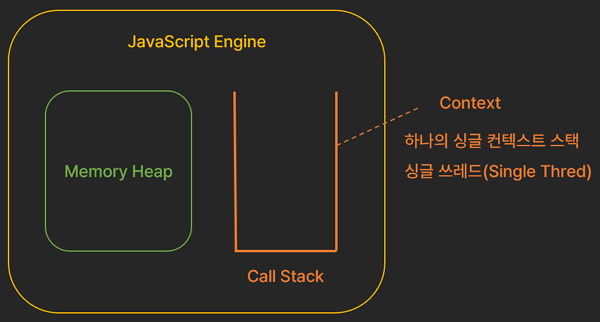 JavaScript Engine
Memory Heap
Call Stack
Context
하나의 싱글 컨텍스트 스택
싱글 쓰레드(Single Thred)